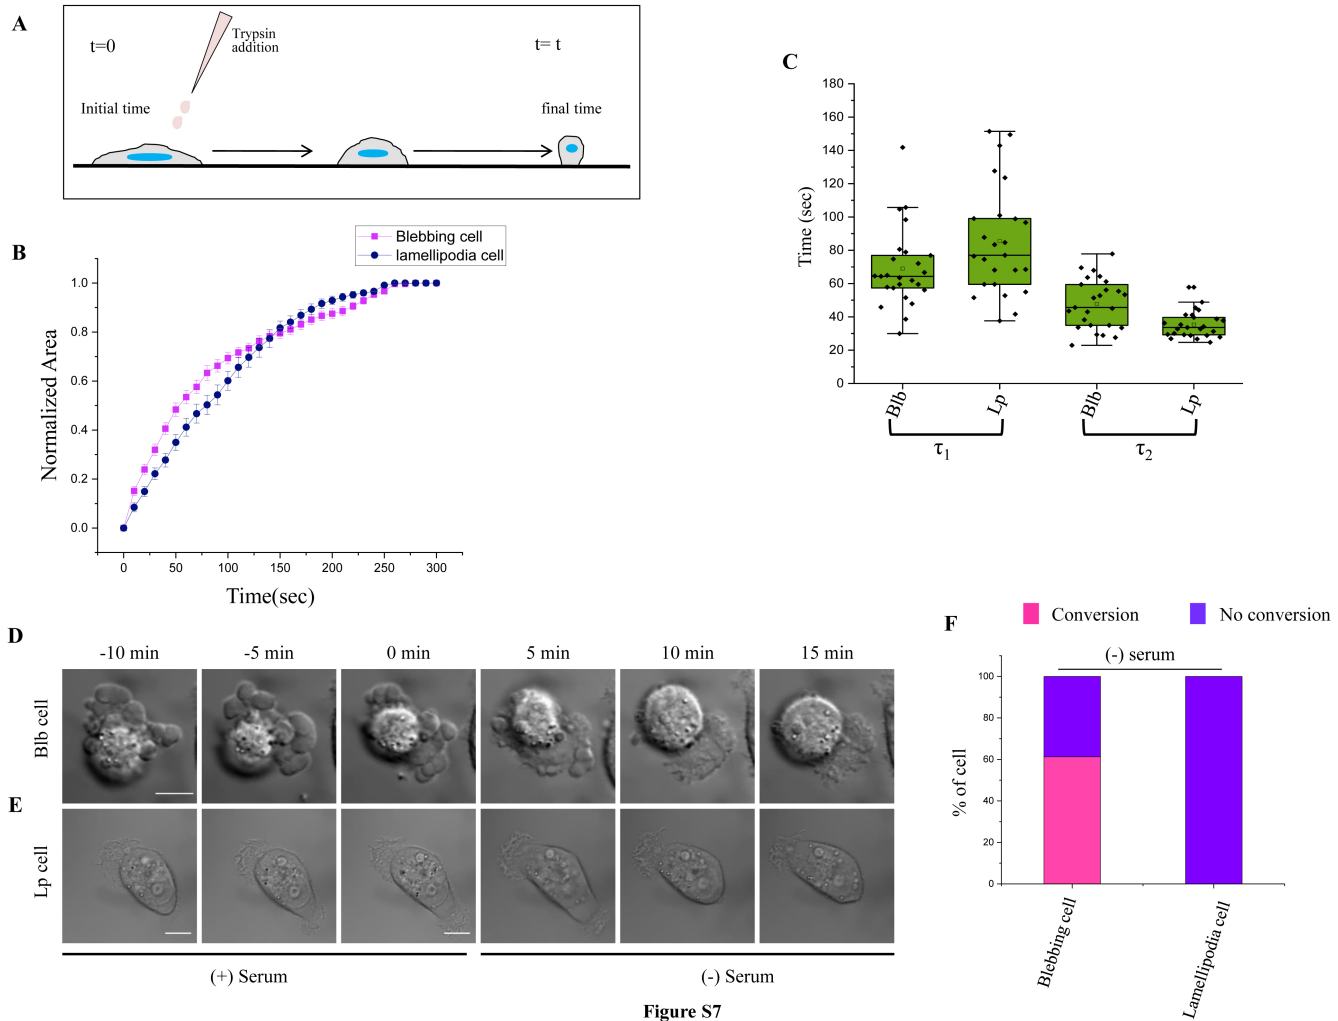 A
t=0
Trypsin
addition
t= t
Initial time
final time
B
Blebbing cell
lamellipodia cell
1.0
0.8
0.6
0.4
0.2
0.0
Normalized Area
0 50 100 150 200 250 300
Time(sec)
C
180
160
140
120
100
80
60
40
20
0
Time (sec)
Blb Lp Blb Lp
τ1 τ2
D
-10 min -5 min 0 min 5 min 10 min 15 min
Blb cell
E
Lp cell
(+) Serum (-) Serum
F
Conversion No conversion
(-) serum
100
80
60
40
20
0
% of cell
Blebbing cell
Lamellipodia cell
Figure S7